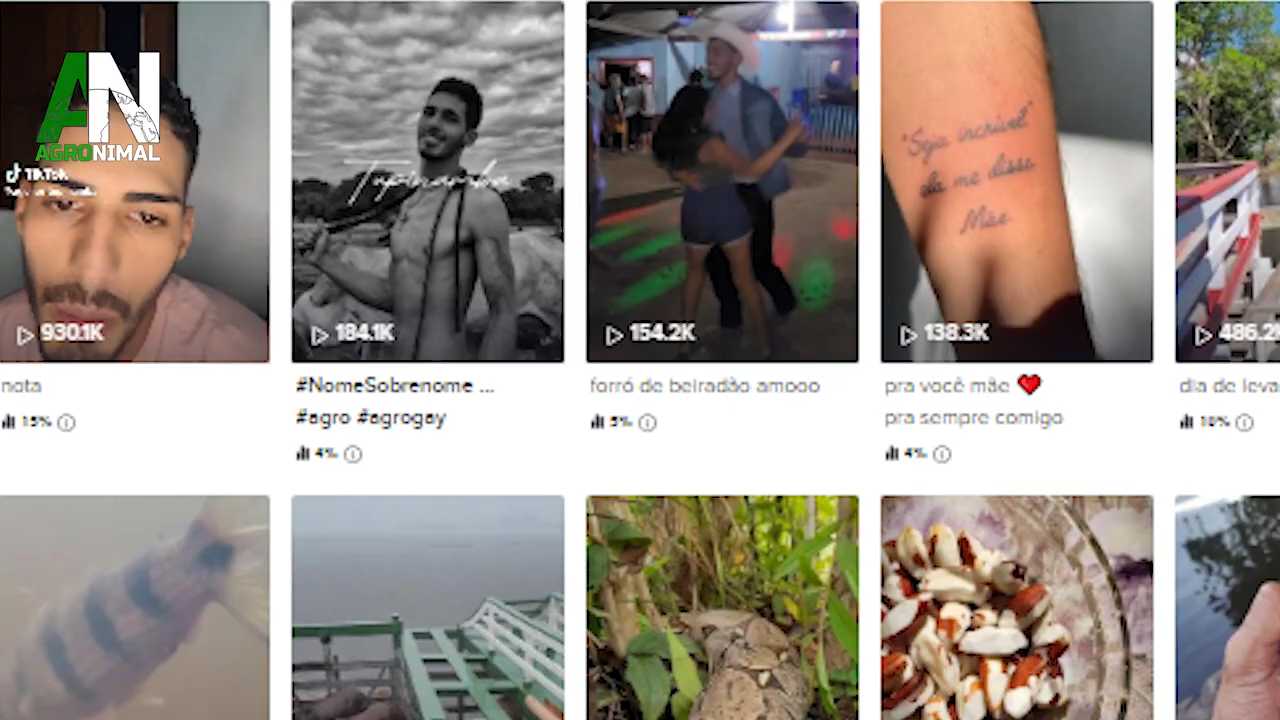 AN
AGRONIMAL
TikTok
930.1K
184.1K
154.2K
"Seja incrível"
ela me disse
Mãe
138.3K
486.2
nota
#NomeSobrenome ...
forró de beiradão amooo
pra você mãe ❤️
dia de leva
#agro #agrogay
pra sempre comigo
15%
4%
5%
4%
10%